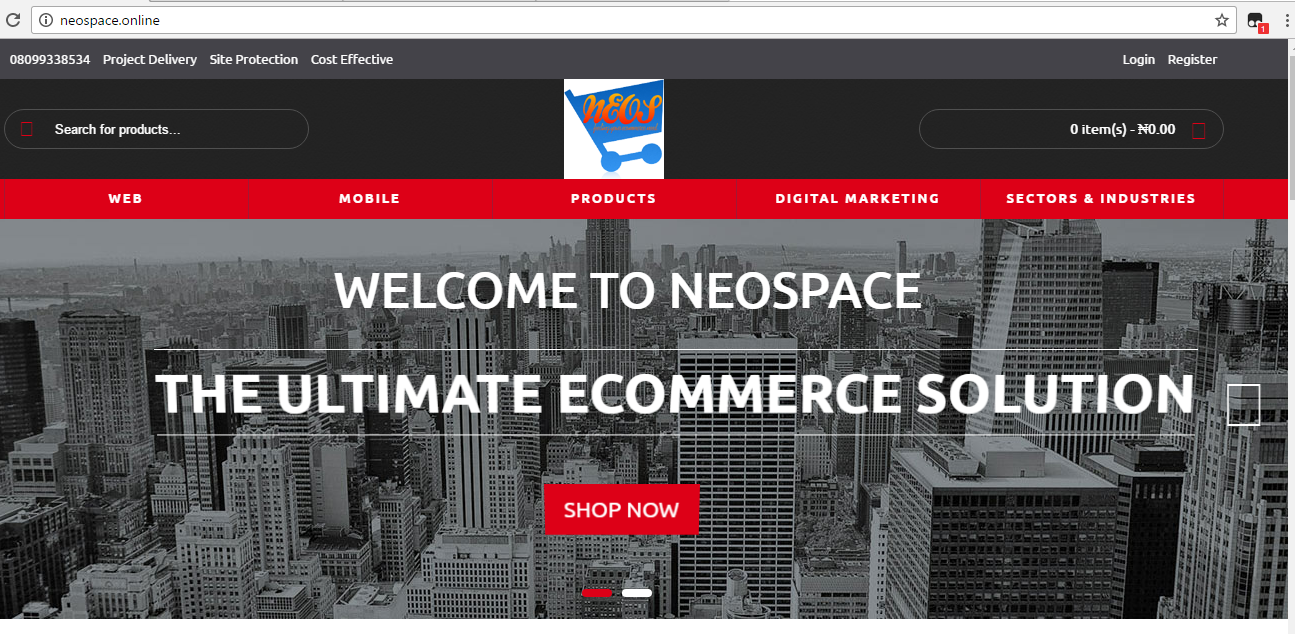 neospace.online
1
08099338534 Project Delivery Site Protection Cost Effective Login Register
NEOS
Search for products...
0 item(s) - ₦0.00
WEB MOBILE PRODUCTS DIGITAL MARKETING SECTORS & INDUSTRIES
WELCOME TO NEOSPACE
THE ULTIMATE ECOMMERCE SOLUTION
SHOP NOW